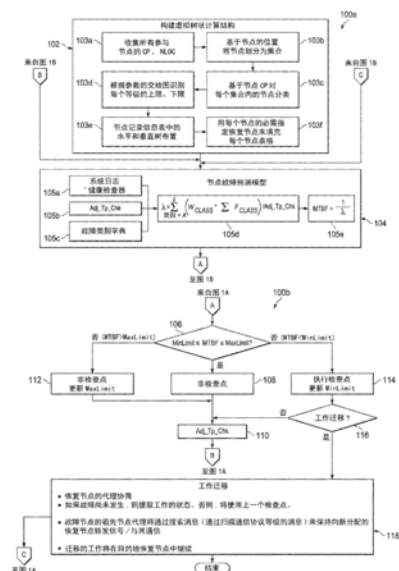 100a
构建虚拟树状计算结构
102
103a
收集所有参与
节点的 CP、NLOC
103b
基于节点的位置
将节点划分为集合
来自图 1B
B
来自图 1B
C
103d
根据参数的交绘图识别
每个等级的上限、下限
103c
基于节点 CP 对
每个集合内的节点分类
103e
节点记录信息表中的
水平和垂直树布置
103f
用每个节点的必需指
定恢复节点来填充
每个节点表格
节点故障预测模型
105a
系统日志
健康检查器
105b
Adj_Tp_Chk
105c
故障类别字典
105d
105e
MTBF = 1/λ
104
A
至图 1B
100b
来自图 1A
A
106
MinLimit ≤ MTBF ≤ MaxLimit?
否 (MTBF>MaxLimit)
否 (MTBF<MinLimit)
是
112
非检查点
更新 MaxLimit
非检查点
108
执行检查点
更新 MinLimit
114
否
工作迁移?
116
是
Adj_Tp_Chk
110
B
至图 1A
工作迁移
• 恢复节点的代理协商
• 如果故障尚未发生,则提取工作的状态。否则,将使用上一个检查点。
• 故障节点的祖先节点代理将通过搜索消息(通过扫描通信协议等级的消息)来保持向新分配的
恢复节点转发信号/与其通信
• 迁移的工作将在目的地恢复节点中继续
118
C
至图 1A
结束